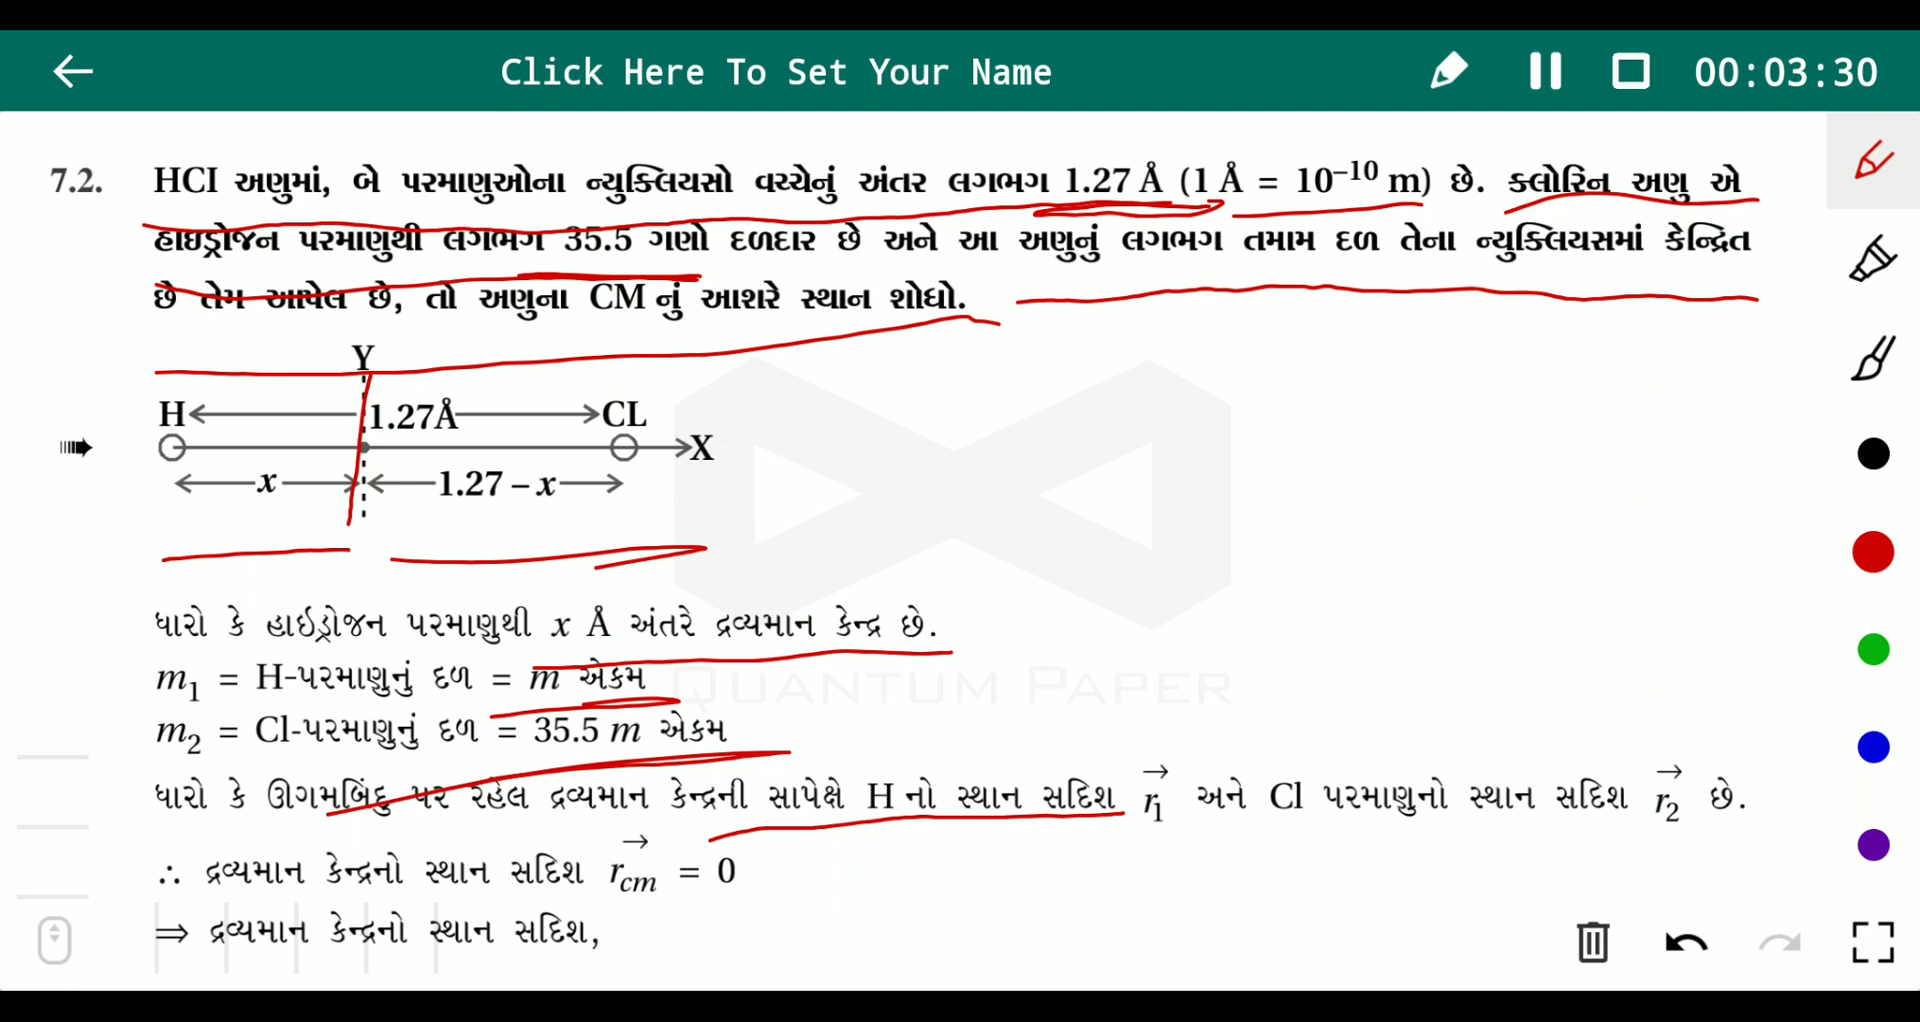 Click Here To Set Your Name
00:03:30
7.2. HCI અણુમાં, બે પરમાણુઓના ન્યુક્લિયસો વચ્ચેનું અંતર લગભગ 1.27 Å (1 Å = 10⁻¹⁰ m) છે. ક્લોરિન અણુ એ
હાઇડ્રોજન પરમાણુથી લગભગ 35.5 ગણો દળદાર છે અને આ અણુનું લગભગ તમામ દળ તેના ન્યુક્લિયસમાં કેન્દ્રિત
છે તેમ આપેલ છે, તો અણુના CM નું આશરે સ્થાન શોધો.
Y
H 1.27Å CL
X
x 1.27 – x
ધારો કે હાઈડ્રોજન પરમાણુથી x Å અંતરે દ્રવ્યમાન કેન્દ્ર છે.
m₁ = H-પરમાણુનું દળ = m એકમ
QUANTUM PAPER
m₂ = Cl-પરમાણુનું દળ = 35.5 m એકમ
ધારો કે ઊગમબિંદુ પર રહેલ દ્રવ્યમાન કેન્દ્રની સાપેક્ષે H નો સ્થાન સદિશ r₁→ અને Cl પરમાણુનો સ્થાન સદિશ r₂→ છે.
∴ દ્રવ્યમાન કેન્દ્રનો સ્થાન સદિશ r_cm→ = 0
⇒ દ્રવ્યમાન કેન્દ્રનો સ્થાન સદિશ,